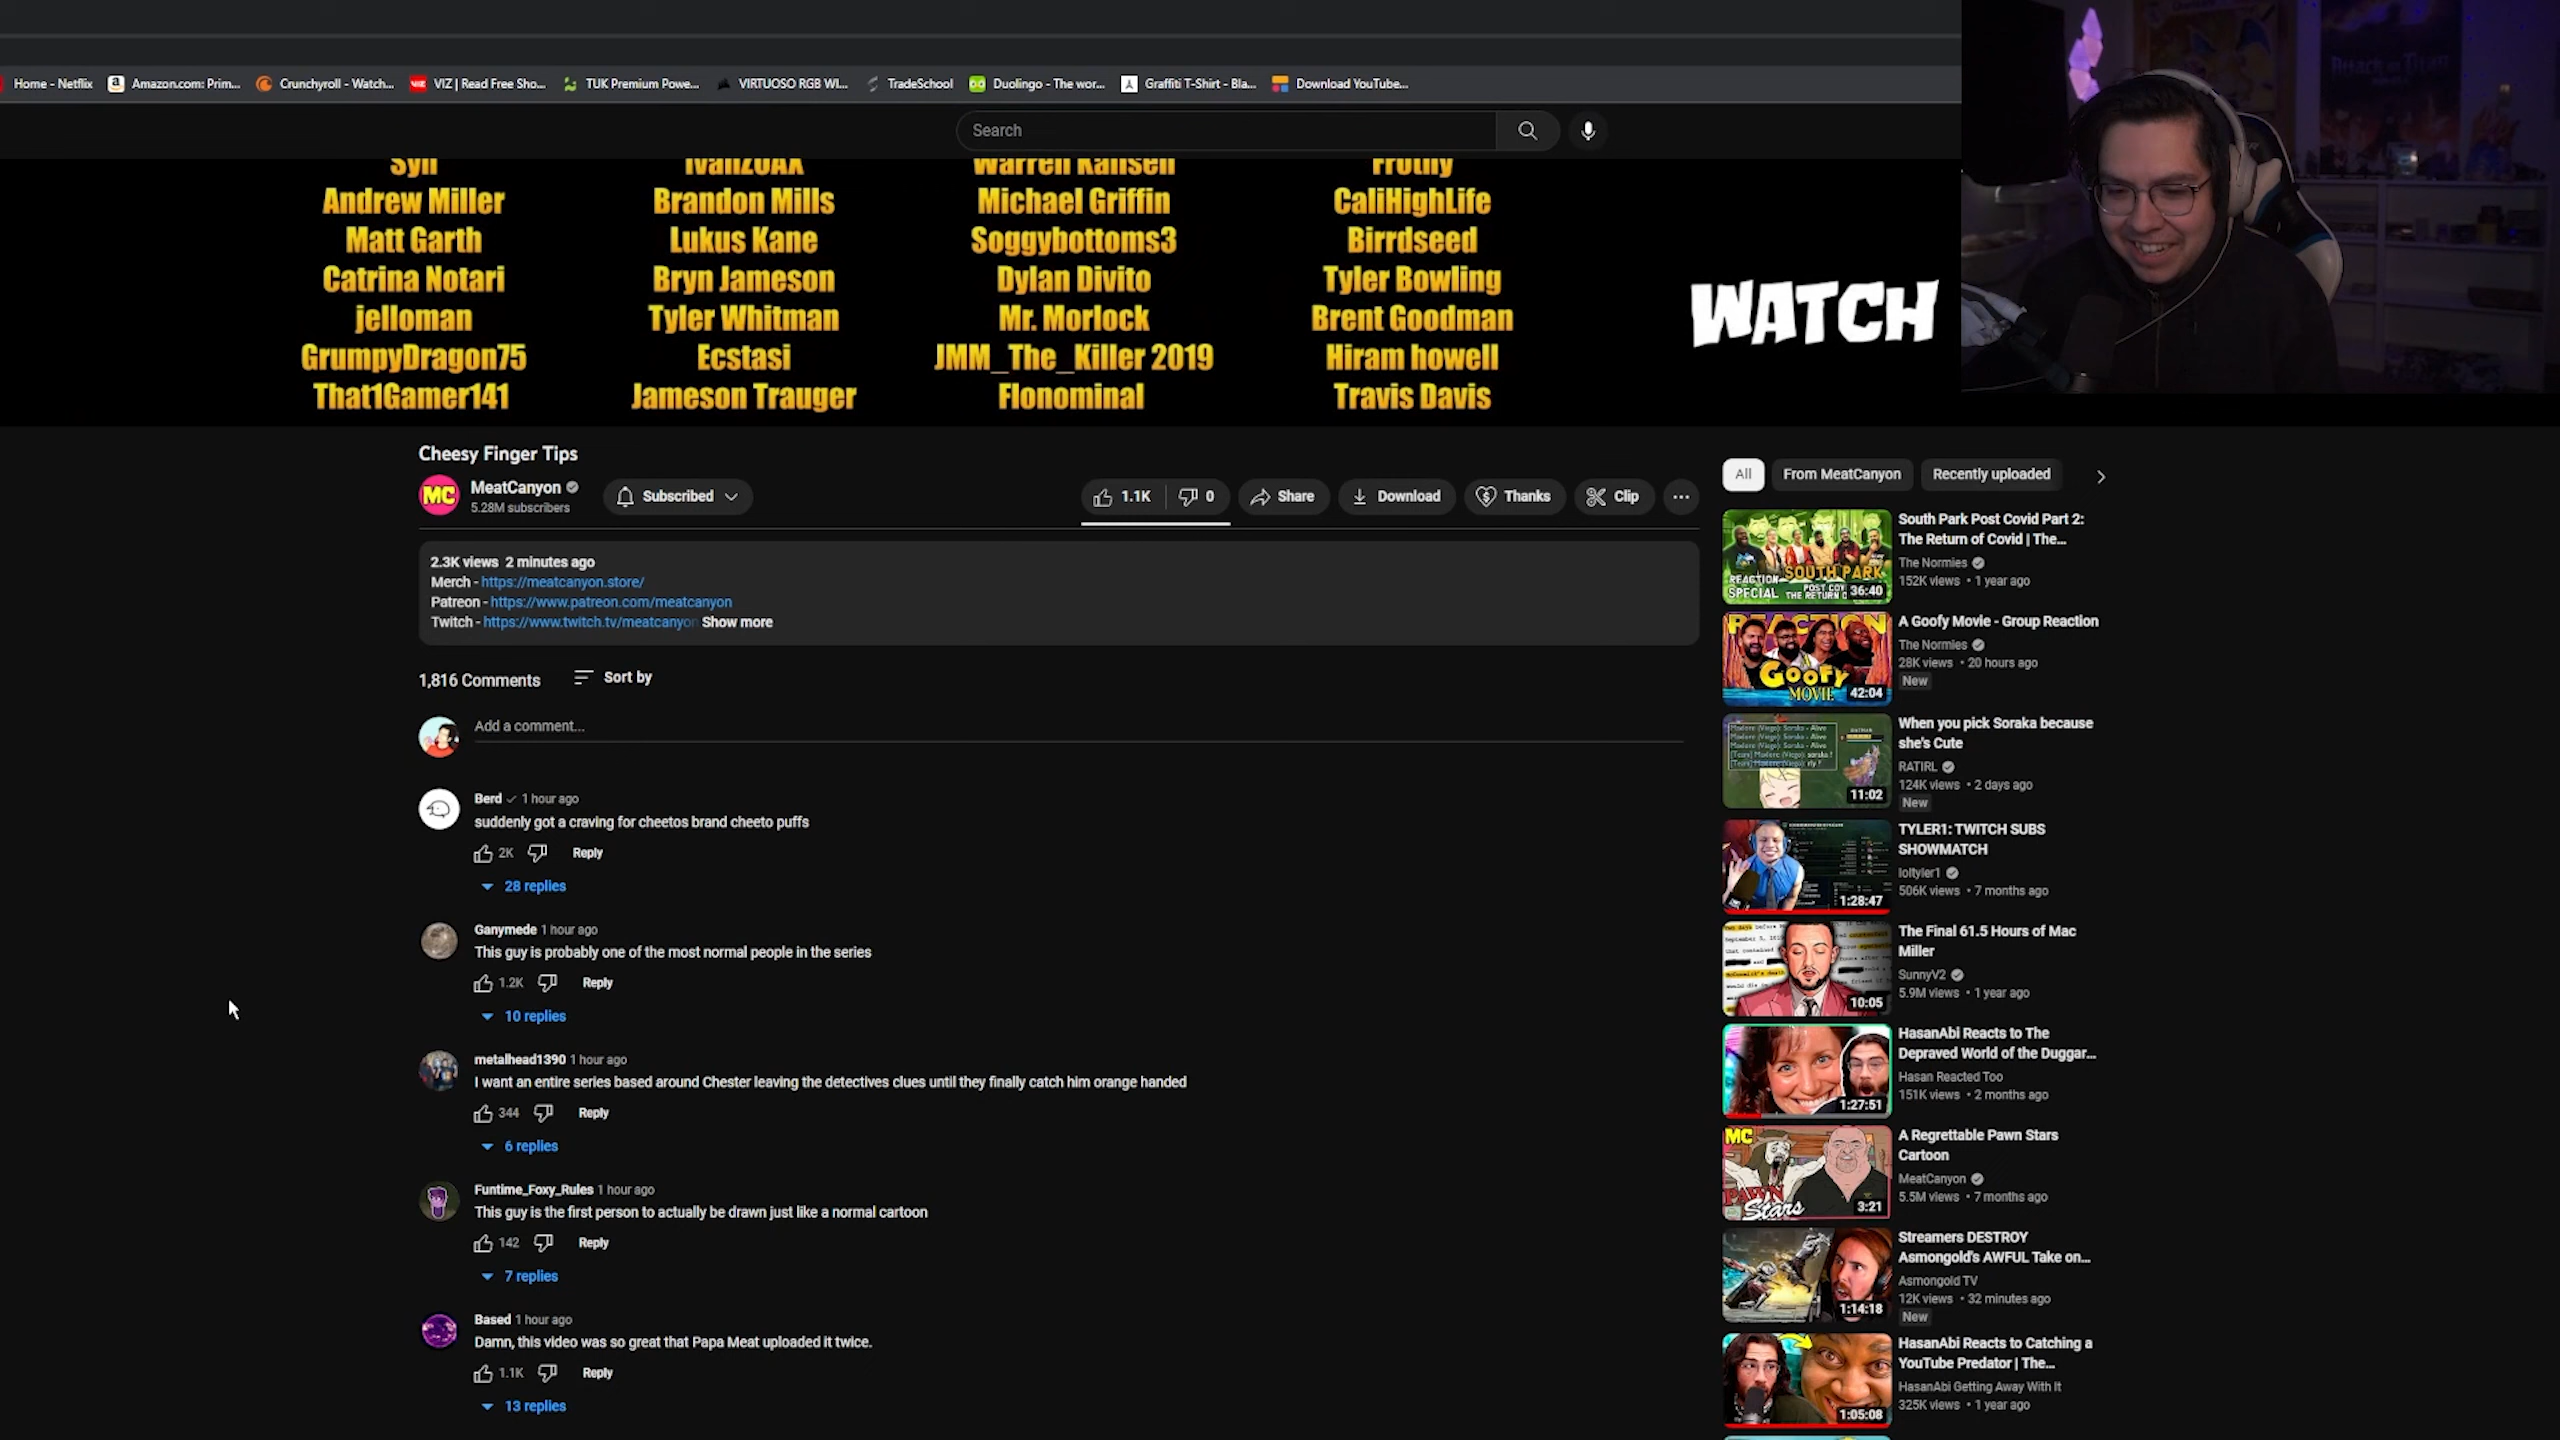 Home - Netflix
Amazon.com: Prim...
Crunchyroll - Watch...
VIZ | Read Free Sho...
TUK Premium Powe...
VIRTUOSO RGB WI...
TradeSchool
Duolingo - The wor...
Graffiti T-Shirt - Bla...
Download YouTube...
Search
Syn
Warren
Frothy
Andrew Miller
Brandon Mills
Michael Griffin
CaliHighLife
Matt Garth
Lukus Kane
Soggybottoms3
Birrdseed
Catrina Notari
Bryn Jameson
Dylan Divito
Tyler Bowling
jelloman
Tyler Whitman
Mr. Morlock
Brent Goodman
GrumpyDragon75
Ecstasi
JMM_The_Killer 2019
Hiram howell
That1Gamer141
Jameson Trauger
Flonominal
Travis Davis
WATCH
Cheesy Finger Tips
MC
MeatCanyon
5.28M subscribers
Subscribed
1.1K
0
Share
Download
Thanks
Clip
2.3K views 2 minutes ago
Merch - https://meatcanyon.store/
Patreon - https://www.patreon.com/meatcanyon
Twitch - https://www.twitch.tv/meatcanyon Show more
1,816 Comments
Sort by
Add a comment...
Berd 1 hour ago
suddenly got a craving for cheetos brand cheeto puffs
2K
Reply
28 replies
Ganymede 1 hour ago
This guy is probably one of the most normal people in the series
1.2K
Reply
10 replies
metalhead1390 1 hour ago
I want an entire series based around Chester leaving the detectives clues until they finally catch him orange handed
344
Reply
6 replies
Funtime_Foxy_Rules 1 hour ago
This guy is the first person to actually be drawn just like a normal cartoon
142
Reply
7 replies
Based 1 hour ago
Damn, this video was so great that Papa Meat uploaded it twice.
1.1K
Reply
13 replies
All
From MeatCanyon
Recently uploaded
REACTION
SPECIAL
SOUTH PARK
36:40
South Park Post Covid Part 2:
The Return of Covid | The...
The Normies
152K views • 1 year ago
REACTION
GOOFY
MOVIE
42:04
A Goofy Movie - Group Reaction
The Normies
28K views • 20 hours ago
New
11:02
When you pick Soraka because
she's Cute
RATIRL
124K views • 2 days ago
New
1:28:47
TYLER1: TWITCH SUBS
SHOWMATCH
loltyler1
506K views • 7 months ago
10:05
The Final 61.5 Hours of Mac
Miller
SunnyV2
5.9M views • 1 year ago
1:27:51
HasanAbi Reacts to The
Depraved World of the Duggar...
Hasan Reacted Too
151K views • 2 months ago
MC
PAWN
Stars
3:21
A Regrettable Pawn Stars
Cartoon
MeatCanyon
5.5M views • 7 months ago
1:14:18
Streamers DESTROY
Asmongold's AWFUL Take on...
Asmongold TV
12K views • 32 minutes ago
New
1:05:08
HasanAbi Reacts to Catching a
YouTube Predator | The...
HasanAbi Getting Away With It
325K views • 1 year ago